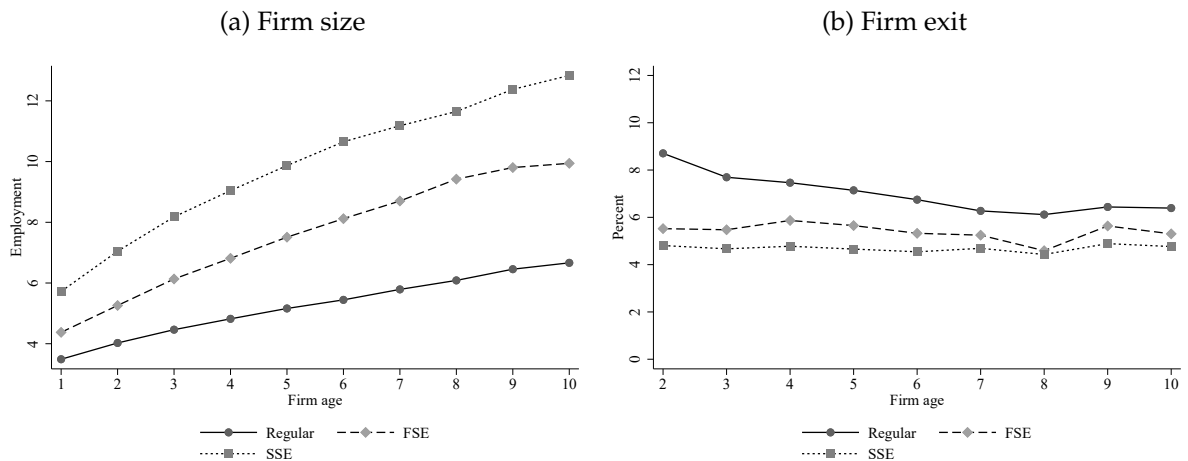 (a) Firm size
Employment
12
10
8
6
4
1 2 3 4 5 6 7 8 9 10
Firm age
Regular FSE
SSE
(b) Firm exit
Percent
12
10
8
6
4
2
0
2 3 4 5 6 7 8 9 10
Firm age
Regular FSE
SSE